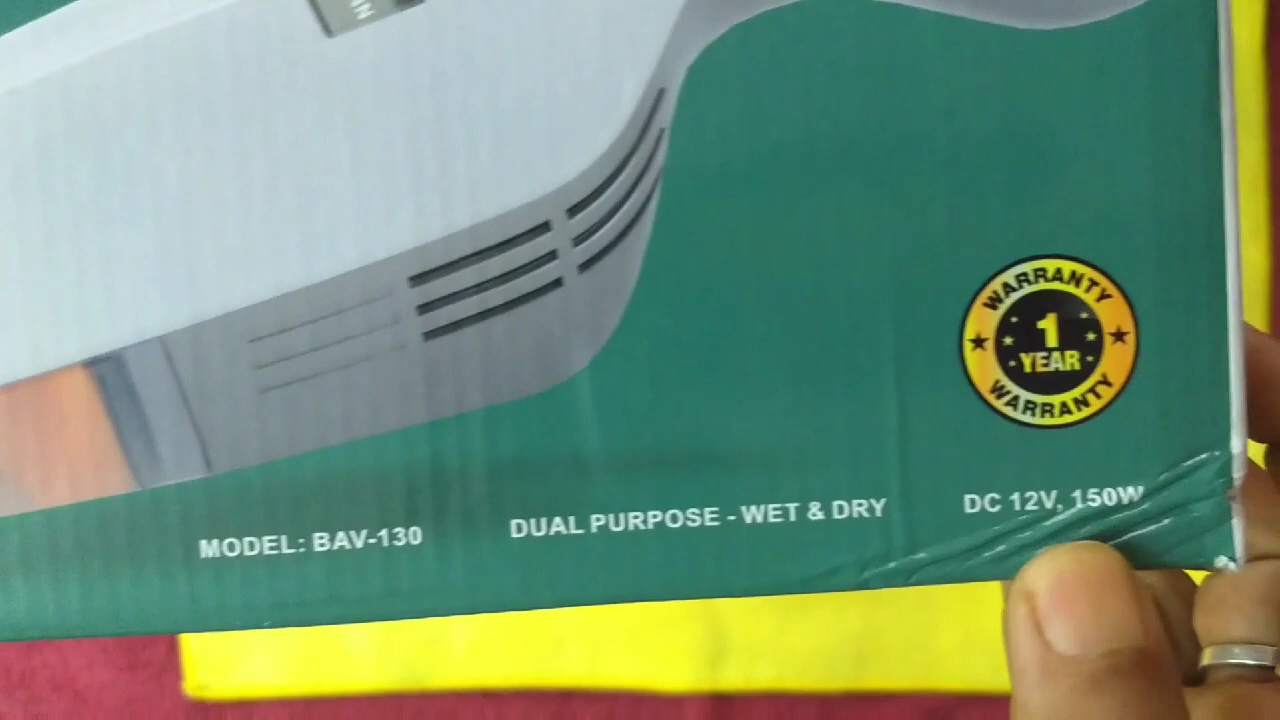 WARRANTY
1
YEAR
WARRANTY
MODEL: BAV-130
DUAL PURPOSE - WET & DRY
DC 12V, 150W